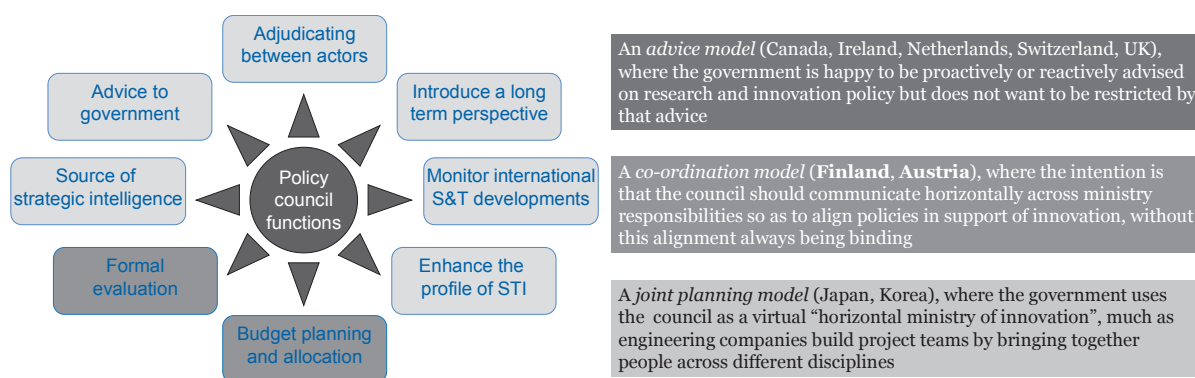 Adjudicating
between actors
Advice to
government
Introduce a long
term perspective
Source of
strategic intelligence
Policy
council
functions
Monitor international
S&T developments
Formal
evaluation
Enhance the
profile of STI
Budget planning
and allocation
An advice model (Canada, Ireland, Netherlands, Switzerland, UK),
where the government is happy to be proactively or reactively advised
on research and innovation policy but does not want to be restricted by
that advice
A co-ordination model (Finland, Austria), where the intention is
that the council should communicate horizontally across ministry
responsibilities so as to align policies in support of innovation, without
this alignment always being binding
A joint planning model (Japan, Korea), where the government uses
the council as a virtual “horizontal ministry of innovation”, much as
engineering companies build project teams by bringing together
people across different disciplines